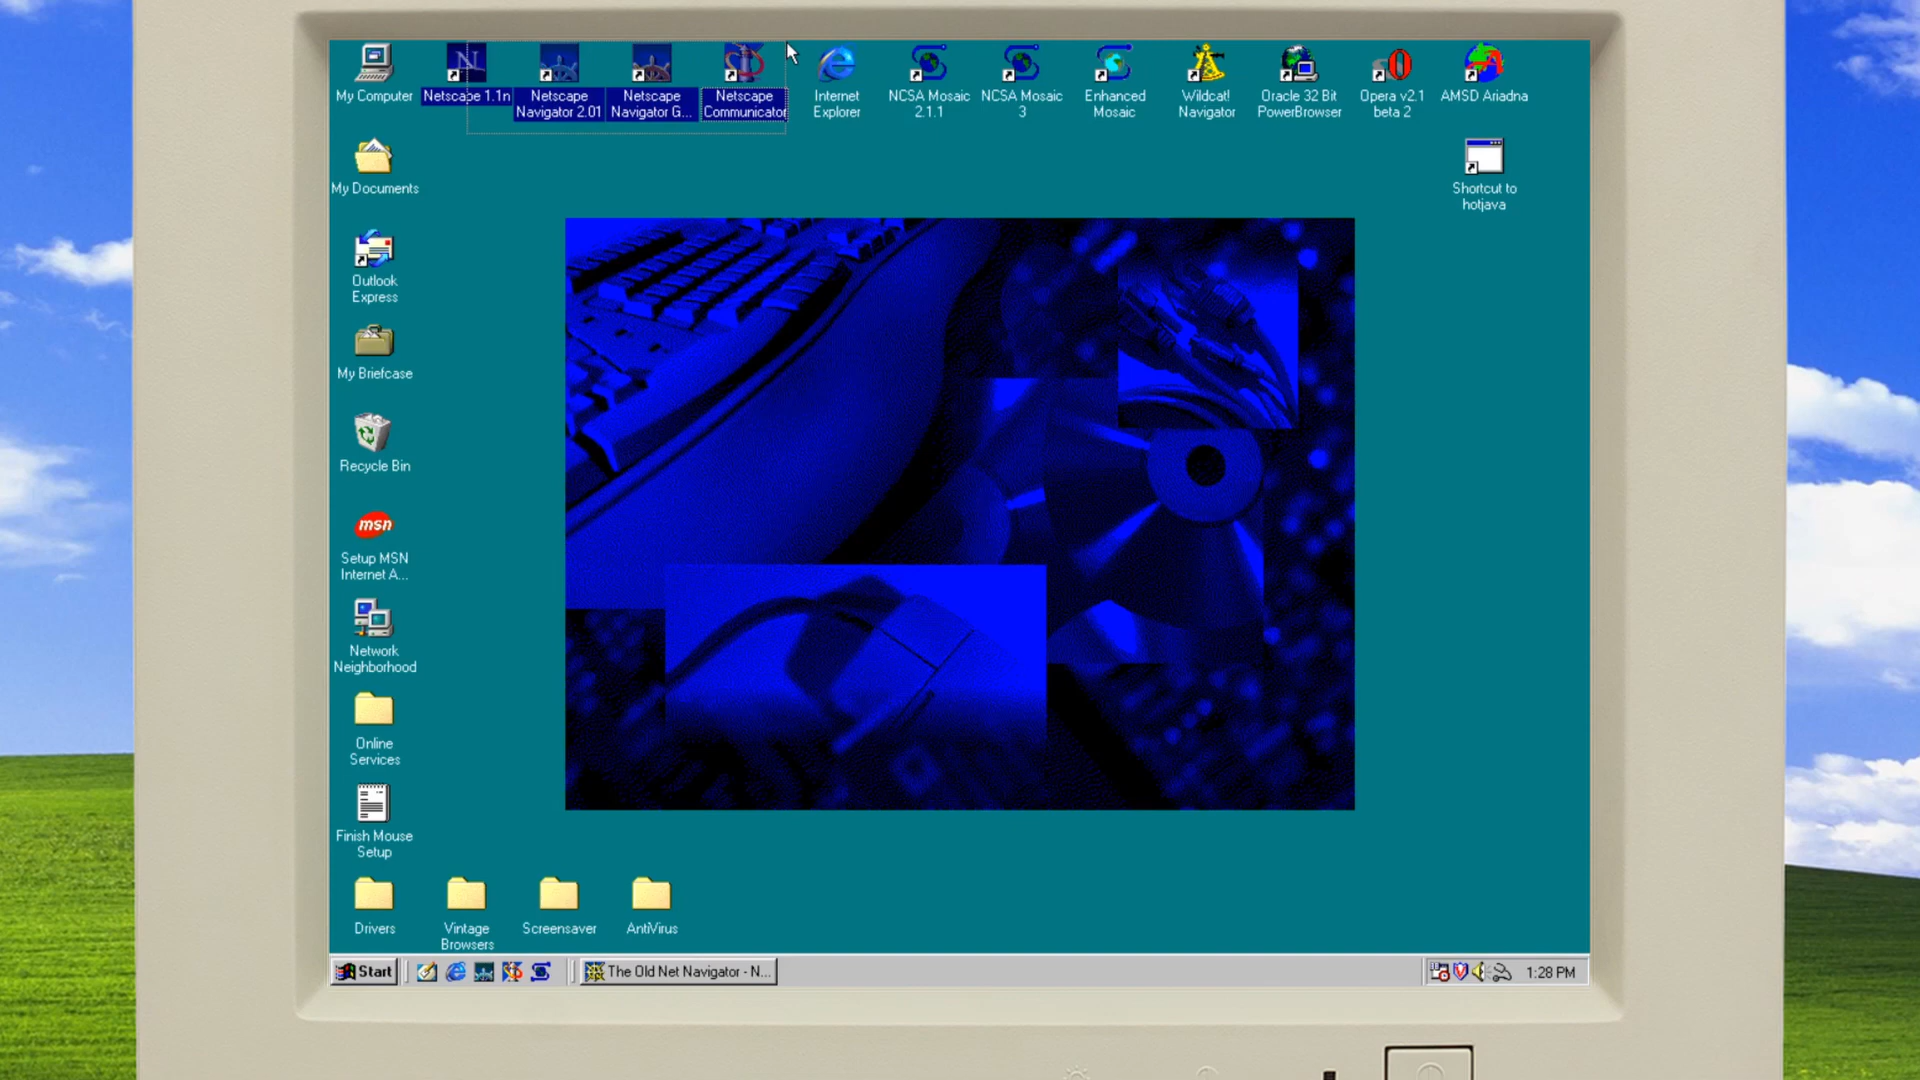 My Computer
Netscape 1.1n
Netscape
Navigator 2.01
Netscape
Navigator G...
Netscape
Communicator
Internet
Explorer
NCSA Mosaic
2.1.1
NCSA Mosaic
3
Enhanced
Mosaic
Wildcat!
Navigator
Oracle 32 Bit
PowerBrowser
Opera v2.1
beta 2
AMSD Ariadna
My Documents
Shortcut to
hotjava
Outlook
Express
My Briefcase
Recycle Bin
msn
Setup MSN
Internet A...
Network
Neighborhood
Online
Services
Finish Mouse
Setup
Drivers
Vintage
Browsers
Screensaver
AntiVirus
Start
The Old Net Navigator - N...
1:28 PM